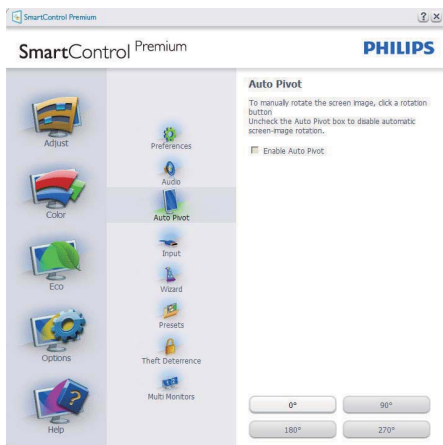 SmartControl Premium
SmartControl Premium
PHILIPS
Adjust
Color
Eco
Options
Help
Preferences
Audio
Auto Pivot
Input
Wizard
Presets
Theft Deterrence
Multi Monitors
Auto Pivot
To manually rotate the screen image, click a rotation
button
Uncheck the Auto Pivot box to disable automatic
screen-image rotation.
Enable Auto Pivot
0°
90°
180°
270°